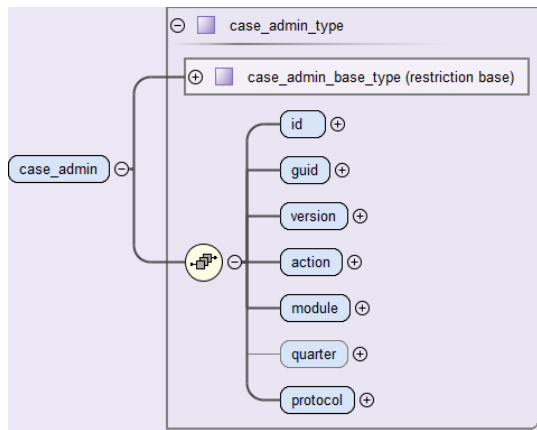 case_admin_type
case_admin_base_type (restriction base)
id
guid
case_admin
version
action
module
quarter
protocol